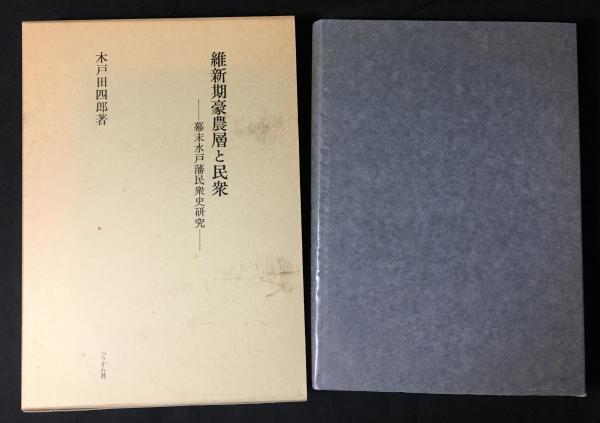 維新期豪農層と民衆
――幕末水戸藩民衆史研究――
木戸田四郎著
ぺりかん社